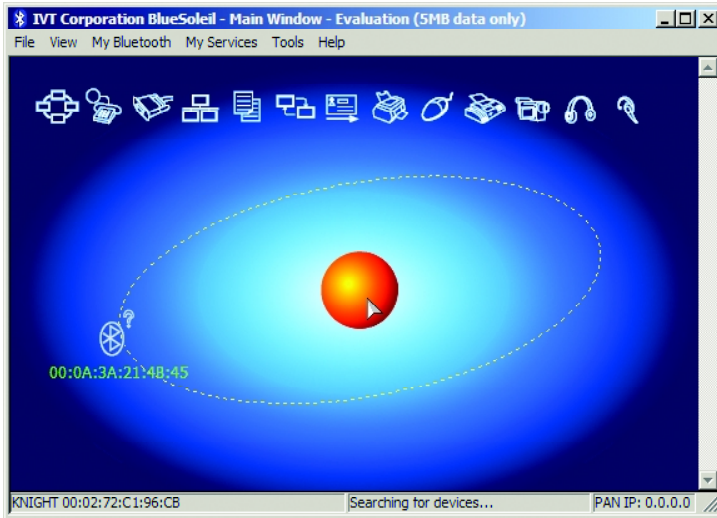 IVT Corporation BlueSoleil - Main Window - Evaluation (5MB data only)
File View My Bluetooth My Services Tools Help
?
00:0A:3A:21:4B:45
KNIGHT 00:02:72:C1:96:CB Searching for devices... PAN IP: 0.0.0.0